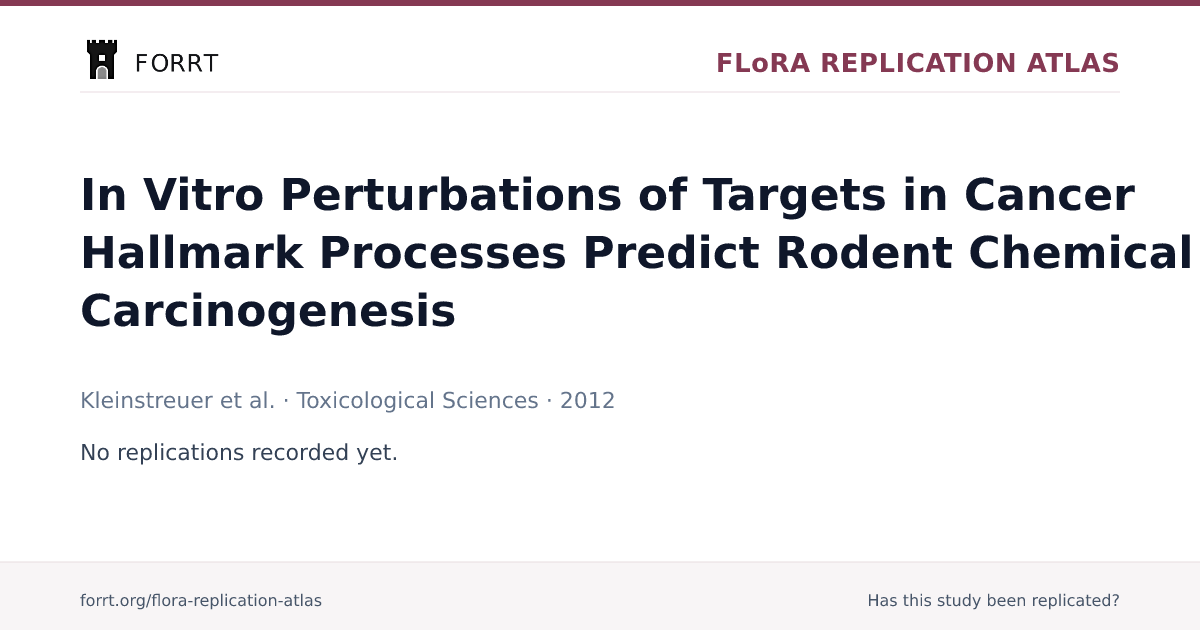 FORRT
FLoRA REPLICATION ATLAS
In Vitro Perturbations of Targets in Cancer
Hallmark Processes Predict Rodent Chemical
Carcinogenesis
Kleinstreuer et al. · Toxicological Sciences · 2012
No replications recorded yet.
forrt.org/flora-replication-atlas
Has this study been replicated?